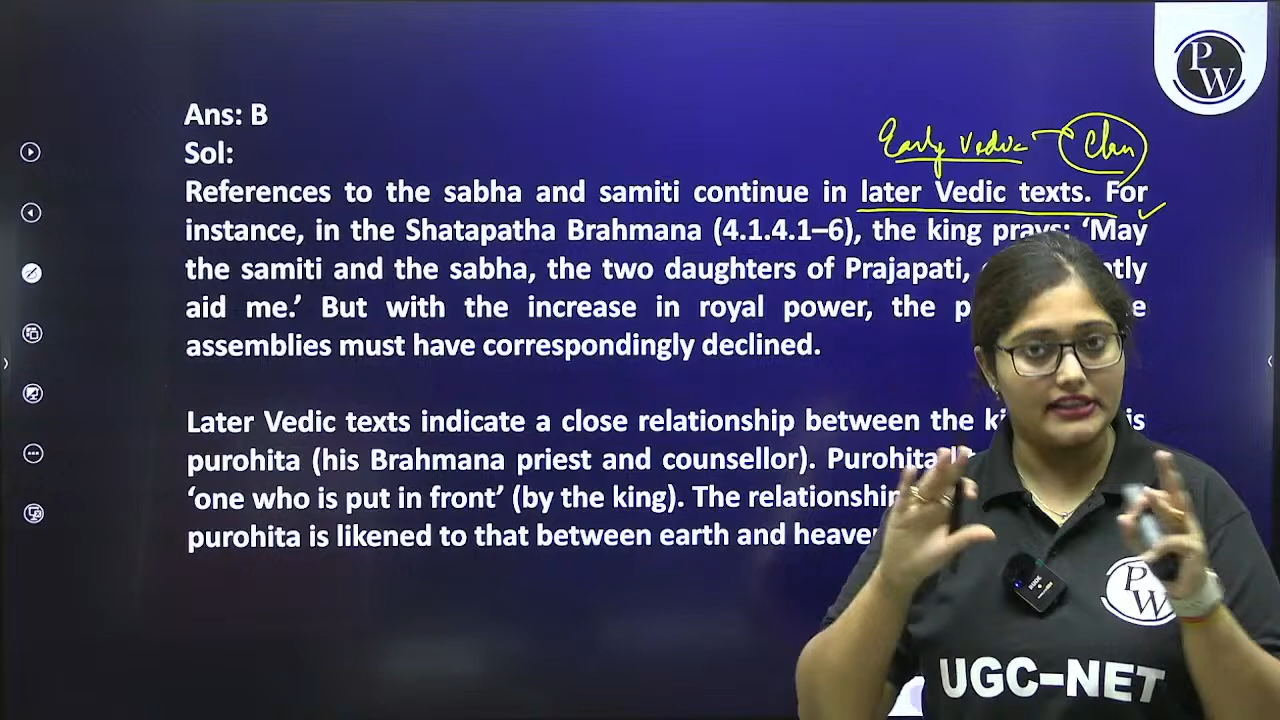 PW
Ans: B
Early Vedic
Sol:
References to the sabha and samiti continue in later Vedic texts. For
instance, in the Shatapatha Brahmana (4.1.4.1–6), the king prays: ‘May
the samiti and the sabha, the two daughters of Prajapati,
aid me.’ But with the increase in royal power, the
assemblies must have correspondingly declined.
Later Vedic texts indicate a close relationship between the
purohita (his Brahmana priest and counsellor). Purohita
‘one who is put in front’ (by the king). The relationship
purohita is likened to that between earth and heaven
PW
UGC–NET